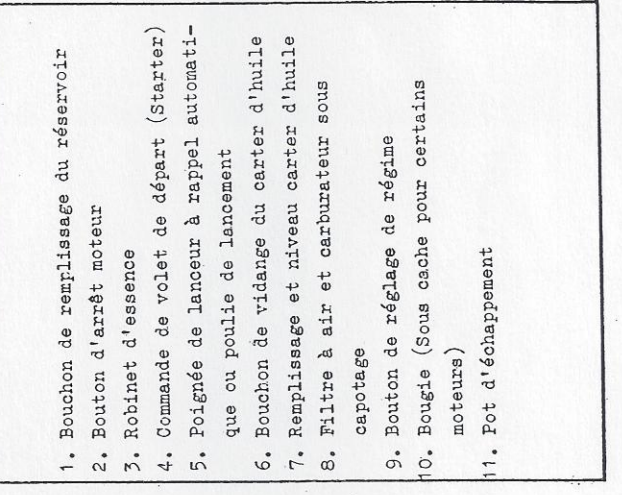 1. Bouchon de remplissage du réservoir
2. Bouton d'arrêt moteur
3. Robinet d'essence
4. Commande de volet de départ (Starter)
5. Poignée de lanceur à rappel automati-
que ou poulie de lancement
6. Bouchon de vidange du carter d'huile
7. Remplissage et niveau carter d'huile
8. Filtre à air et carburateur sous
capotage
9. Bouton de réglage de régime
10. Bougie (Sous cache pour certains
moteurs)
11. Pot d'échappement